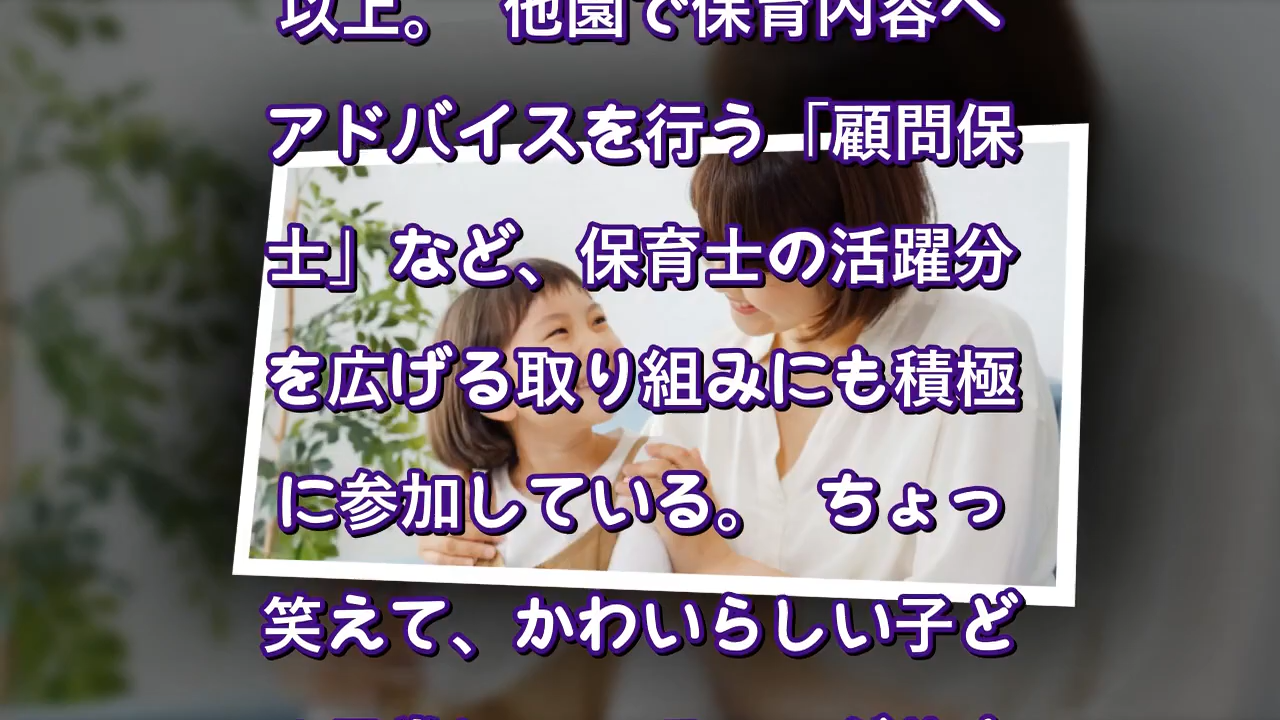 以上。　他園で保育内容へ
アドバイスを行う「顧問保
士」など、保育士の活躍分
を広げる取り組みにも積極
に参加している。　ちょっ
笑えて、かわいらしい子ど